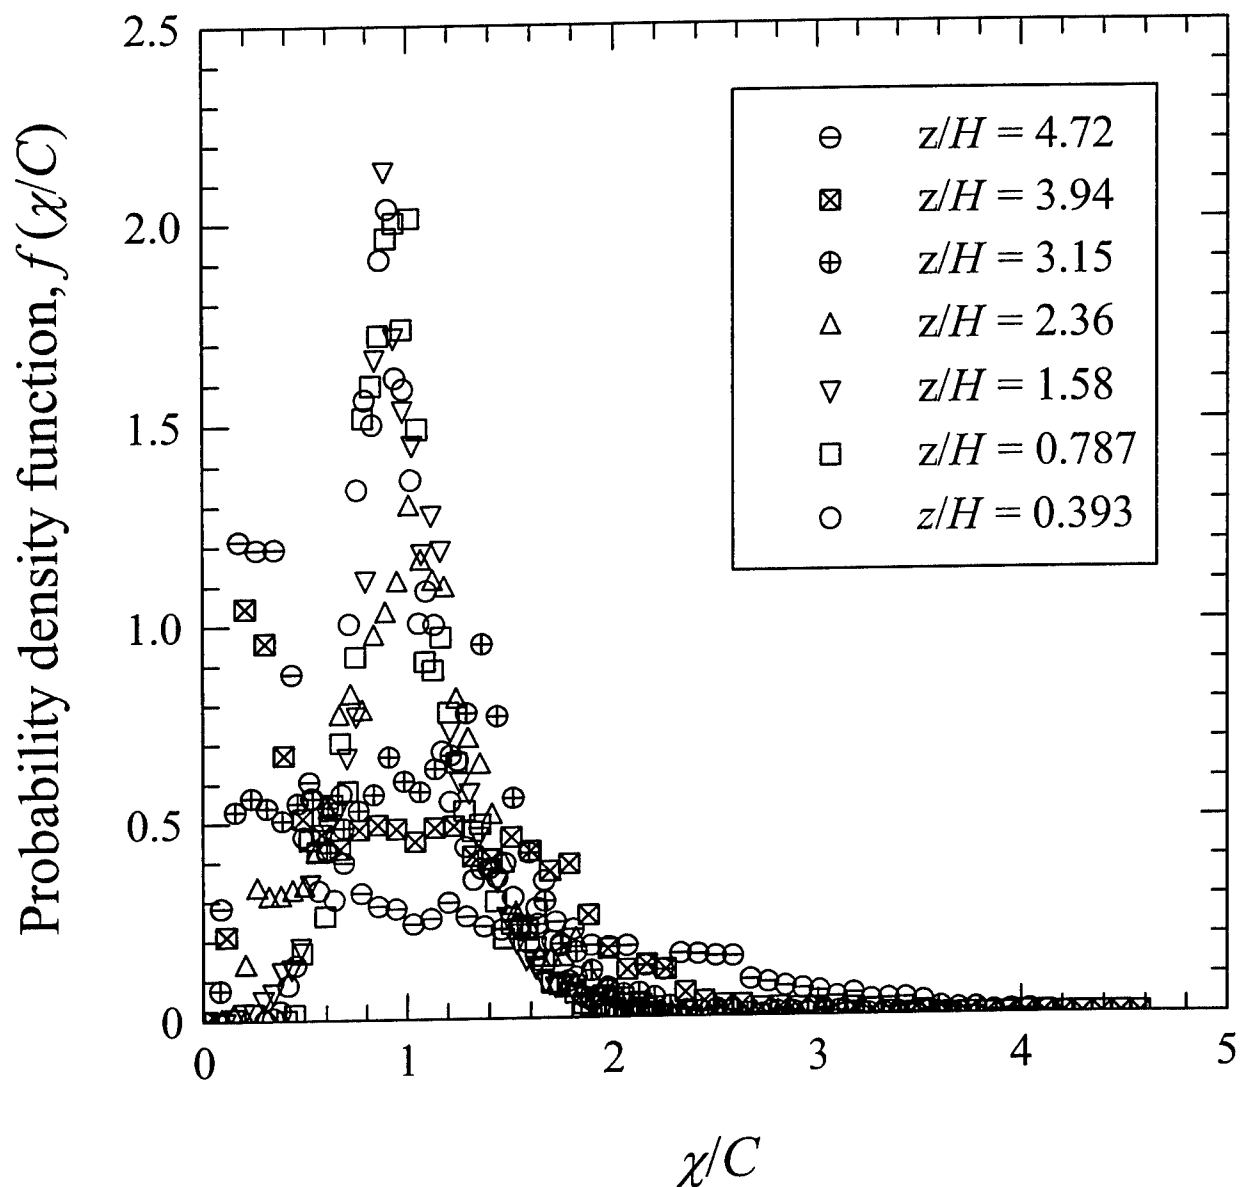 Probability density function, f (χ/C)
2.5
2.0
1.5
1.0
0.5
0
0 1 2 3 4 5
χ/C
z/H = 4.72
z/H = 3.94
z/H = 3.15
z/H = 2.36
z/H = 1.58
z/H = 0.787
z/H = 0.393